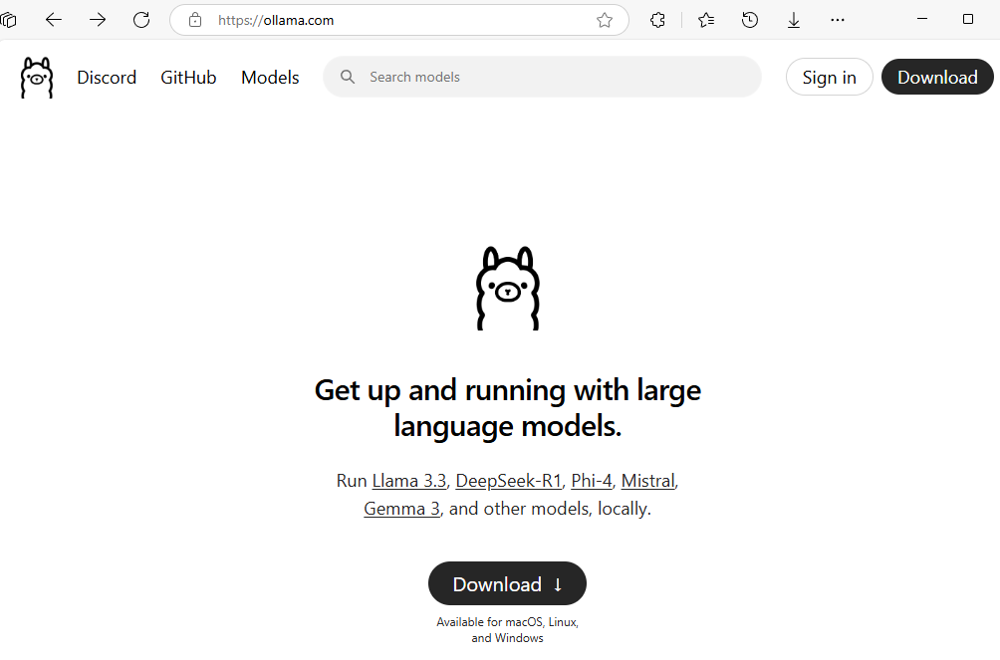 https://ollama.com
Discord GitHub Models Search models Sign in Download
Get up and running with large
language models.
Run Llama 3.3, DeepSeek-R1, Phi-4, Mistral,
Gemma 3, and other models, locally.
Download ↓
Available for macOS, Linux,
and Windows